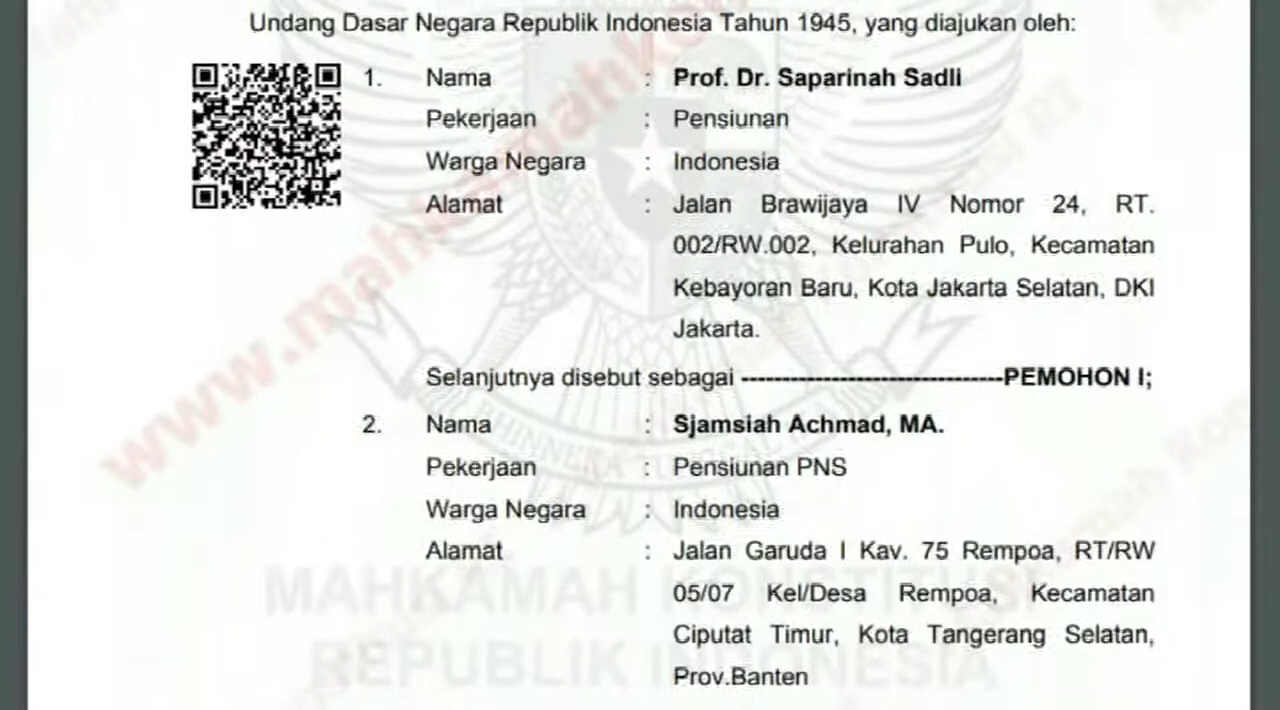 Undang Dasar Negara Republik Indonesia Tahun 1945, yang diajukan oleh:
1. Nama : Prof. Dr. Saparinah Sadli
Pekerjaan : Pensiunan
Warga Negara : Indonesia
Alamat : Jalan Brawijaya IV Nomor 24, RT.
002/RW.002, Kelurahan Pulo, Kecamatan
Kebayoran Baru, Kota Jakarta Selatan, DKI
Jakarta.
Selanjutnya disebut sebagai --------------------------------PEMOHON I;
2. Nama : Sjamsiah Achmad, MA.
Pekerjaan : Pensiunan PNS
Warga Negara : Indonesia
Alamat : Jalan Garuda I Kav. 75 Rempoa, RT/RW
05/07 Kel/Desa Rempoa, Kecamatan
Ciputat Timur, Kota Tangerang Selatan,
Prov.Banten
MAHKAMAH KONSTITUSI
REPUBLIK INDONESIA